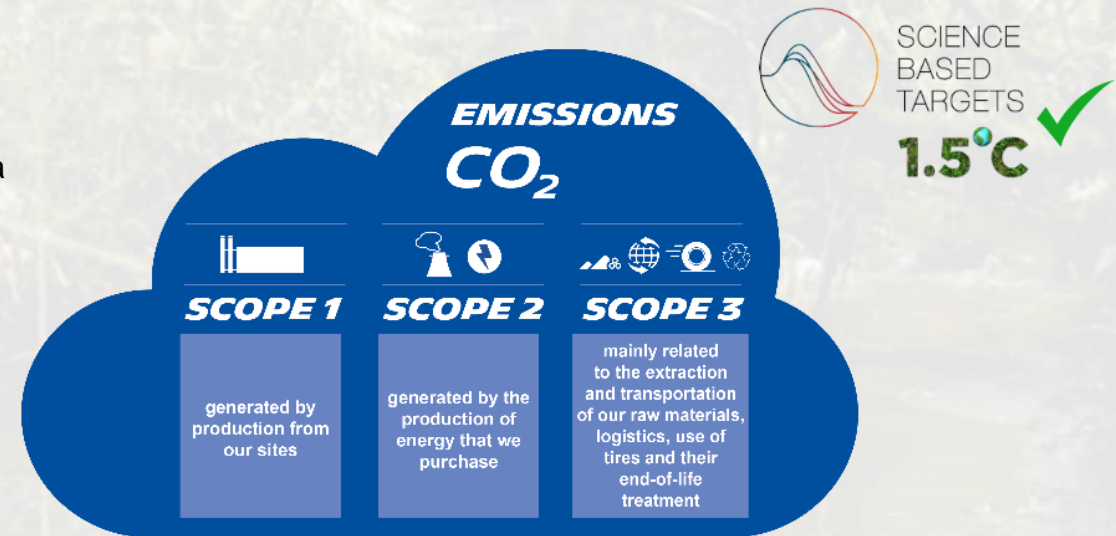 SCIENCE
BASED
TARGETS
1.5°C
a
EMISSIONS
CO₂
SCOPE 1
SCOPE 2
SCOPE 3
generated by
production from
our sites
generated by the
production of
energy that we
purchase
mainly related
to the extraction
and transportation
of our raw materials,
logistics, use of
tires and their
end-of-life
treatment